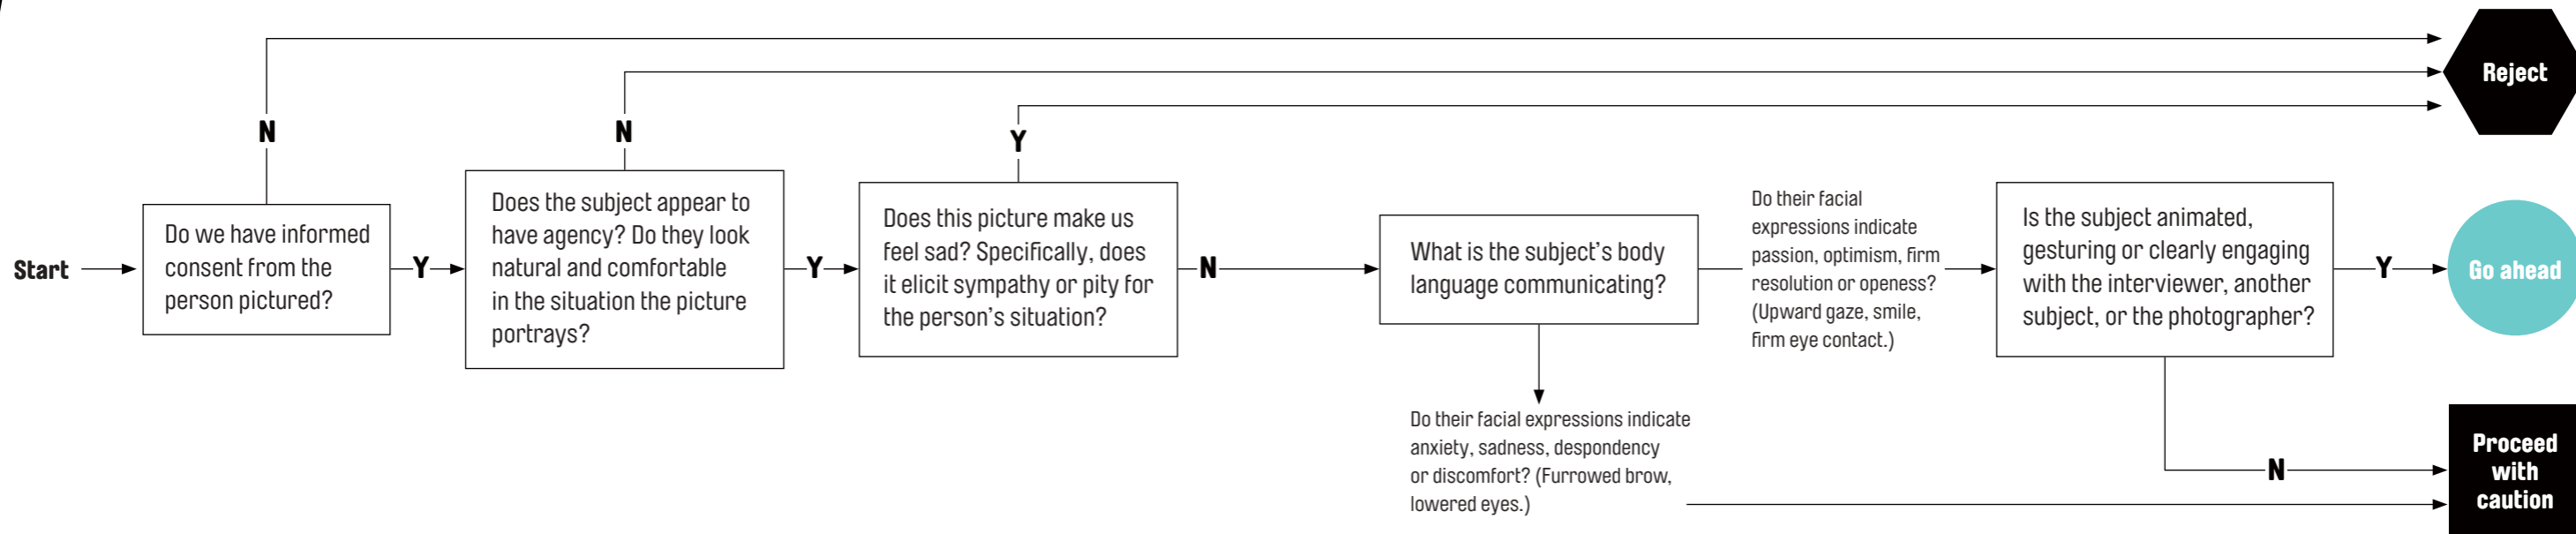 Start
N
Do we have informed
consent from the
person pictured?
Y
N
Does the subject appear to
have agency? Do they look
natural and comfortable
in the situation the picture
portrays?
Y
Y
Does this picture make us
feel sad? Specifically, does
it elicit sympathy or pity for
the person's situation?
N
What is the subject's body
language communicating?
Do their facial
expressions indicate
passion, optimism, firm
resolution or openess?
(Upward gaze, smile,
firm eye contact.)
Do their facial expressions indicate
anxiety, sadness, despondency
or discomfort? (Furrowed brow,
lowered eyes.)
Is the subject animated,
gesturing or clearly engaging
with the interviewer, another
subject, or the photographer?
Y
N
Reject
Go ahead
Proceed
with
caution